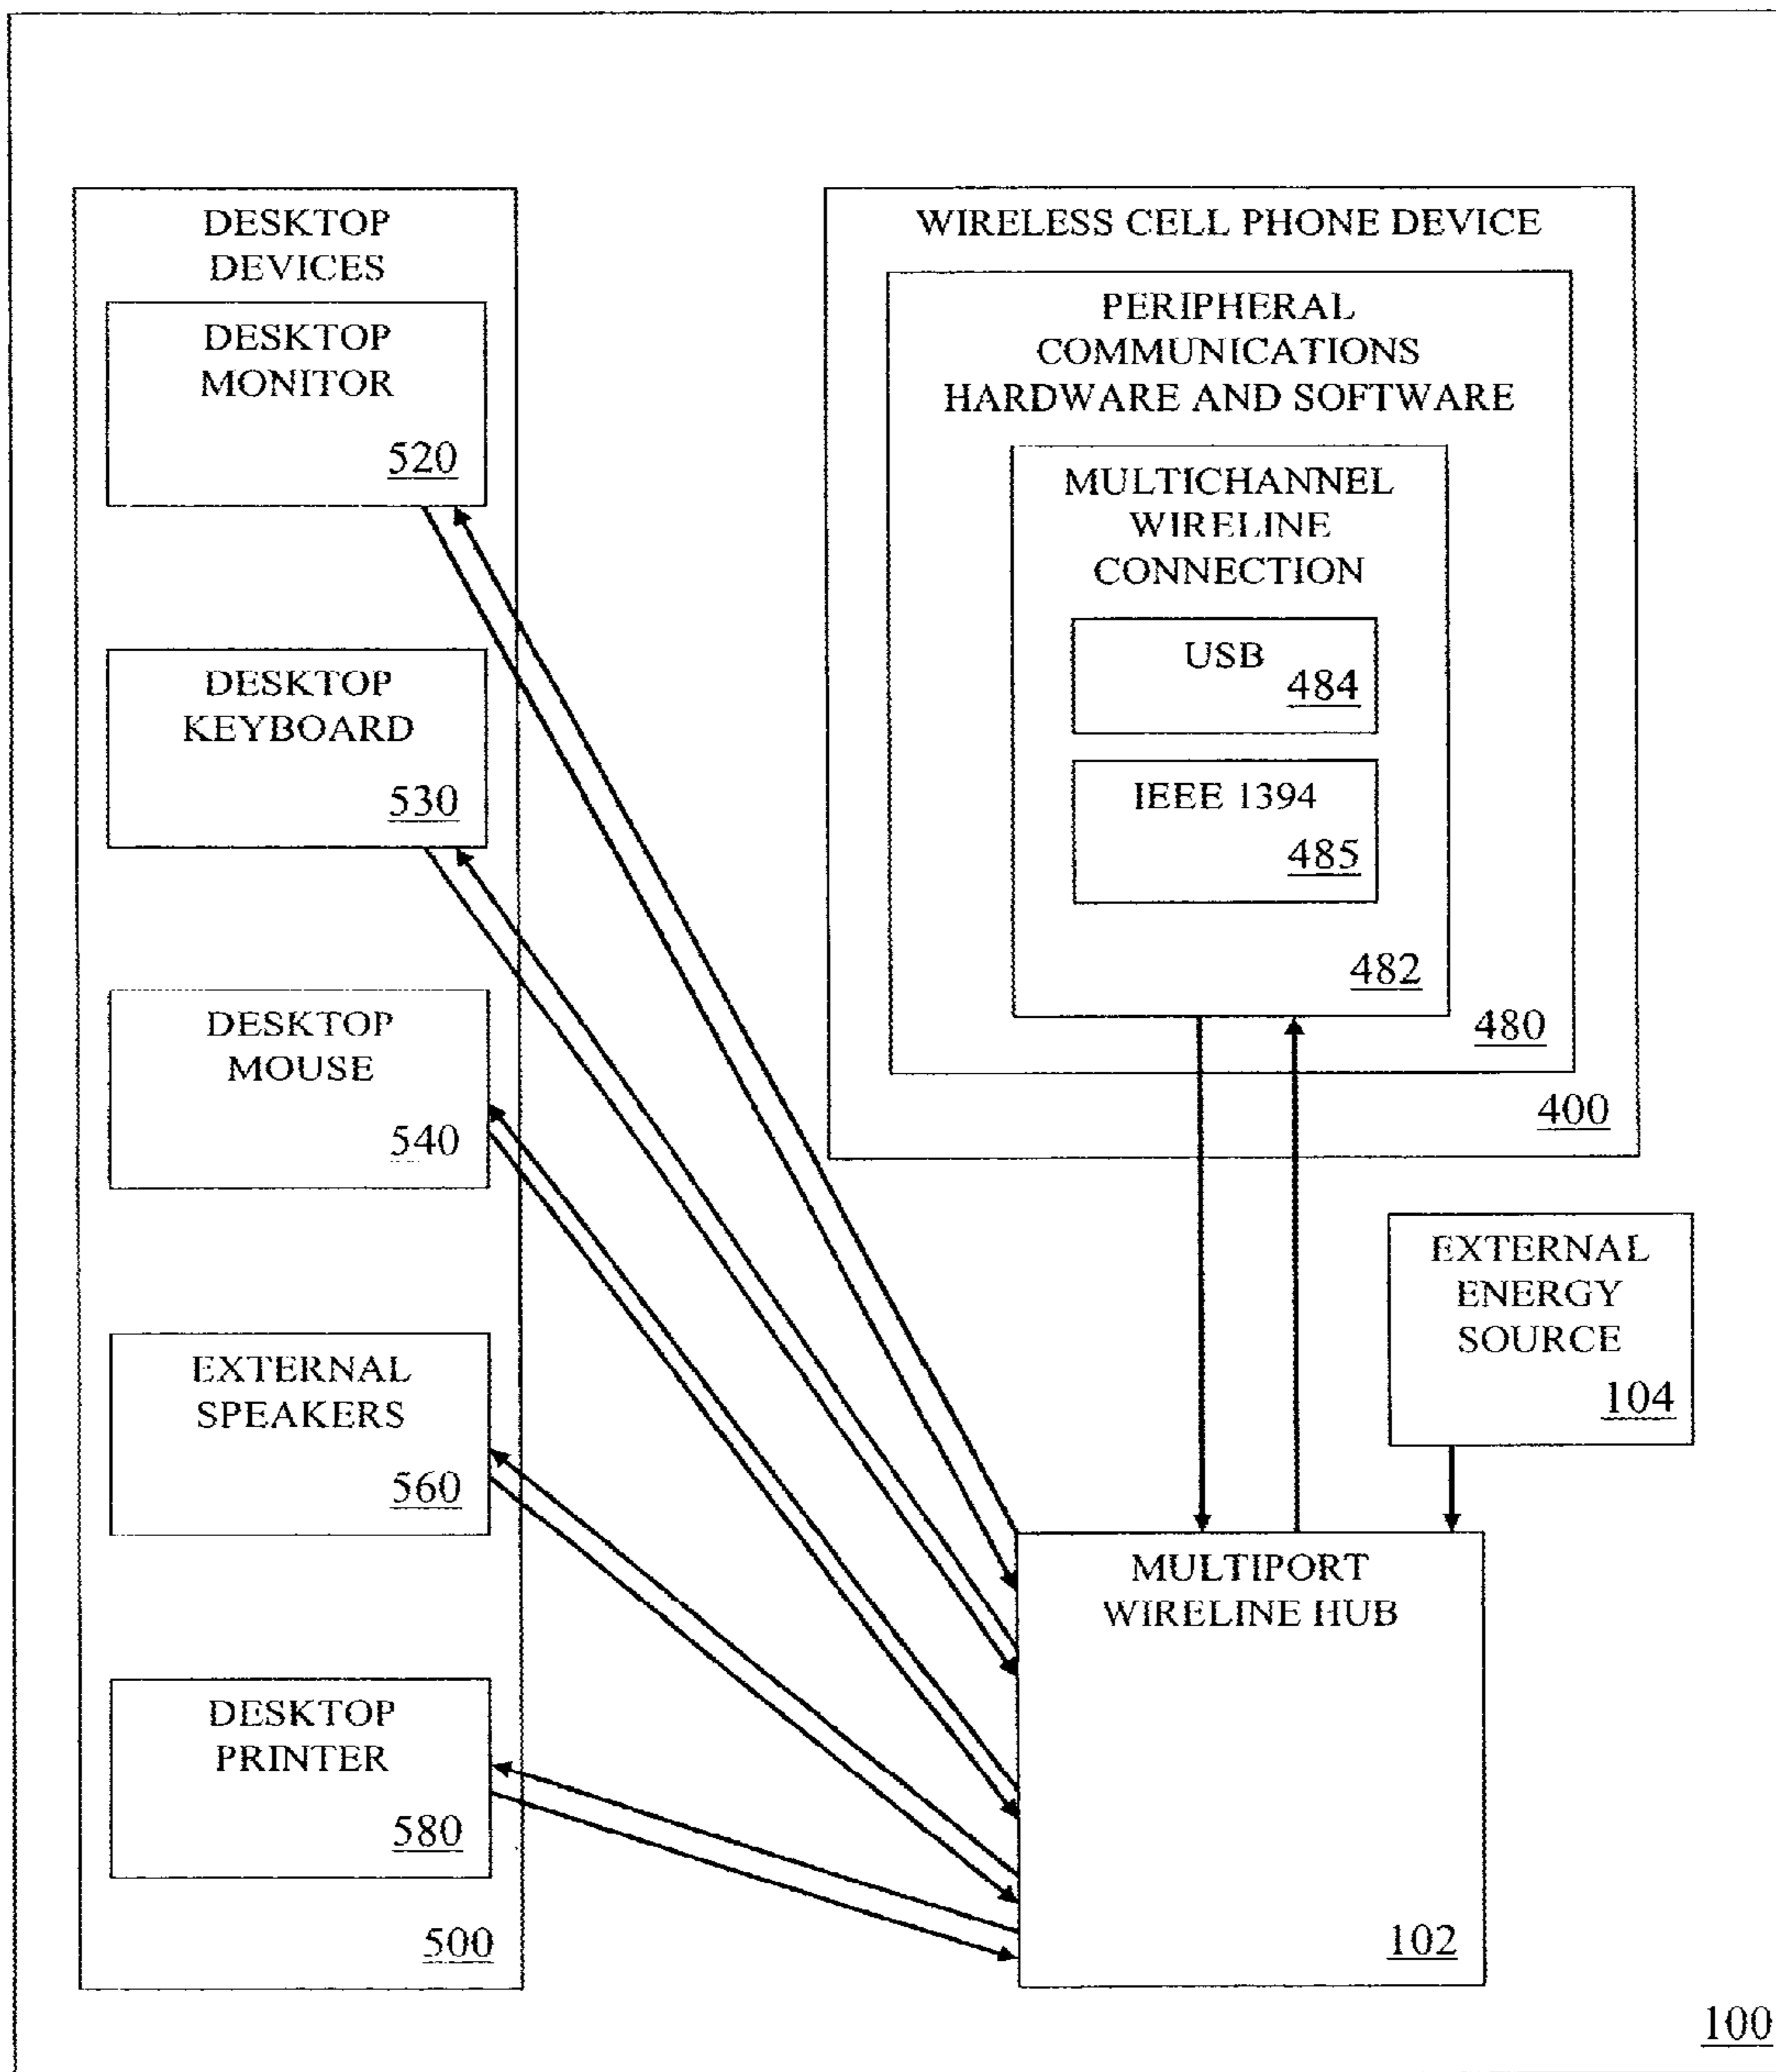 DESKTOP
DEVICES
DESKTOP
MONITOR
520
DESKTOP
KEYBOARD
530
DESKTOP
MOUSE
540
EXTERNAL
SPEAKERS
560
DESKTOP
PRINTER
580
500
WIRELESS CELL PHONE DEVICE
PERIPHERAL
COMMUNICATIONS
HARDWARE AND SOFTWARE
MULTICHANNEL
WIRELINE
CONNECTION
USB
484
IEEE 1394
485
482
480
400
EXTERNAL
ENERGY
SOURCE
104
MULTIPORT
WIRELINE HUB
102
100